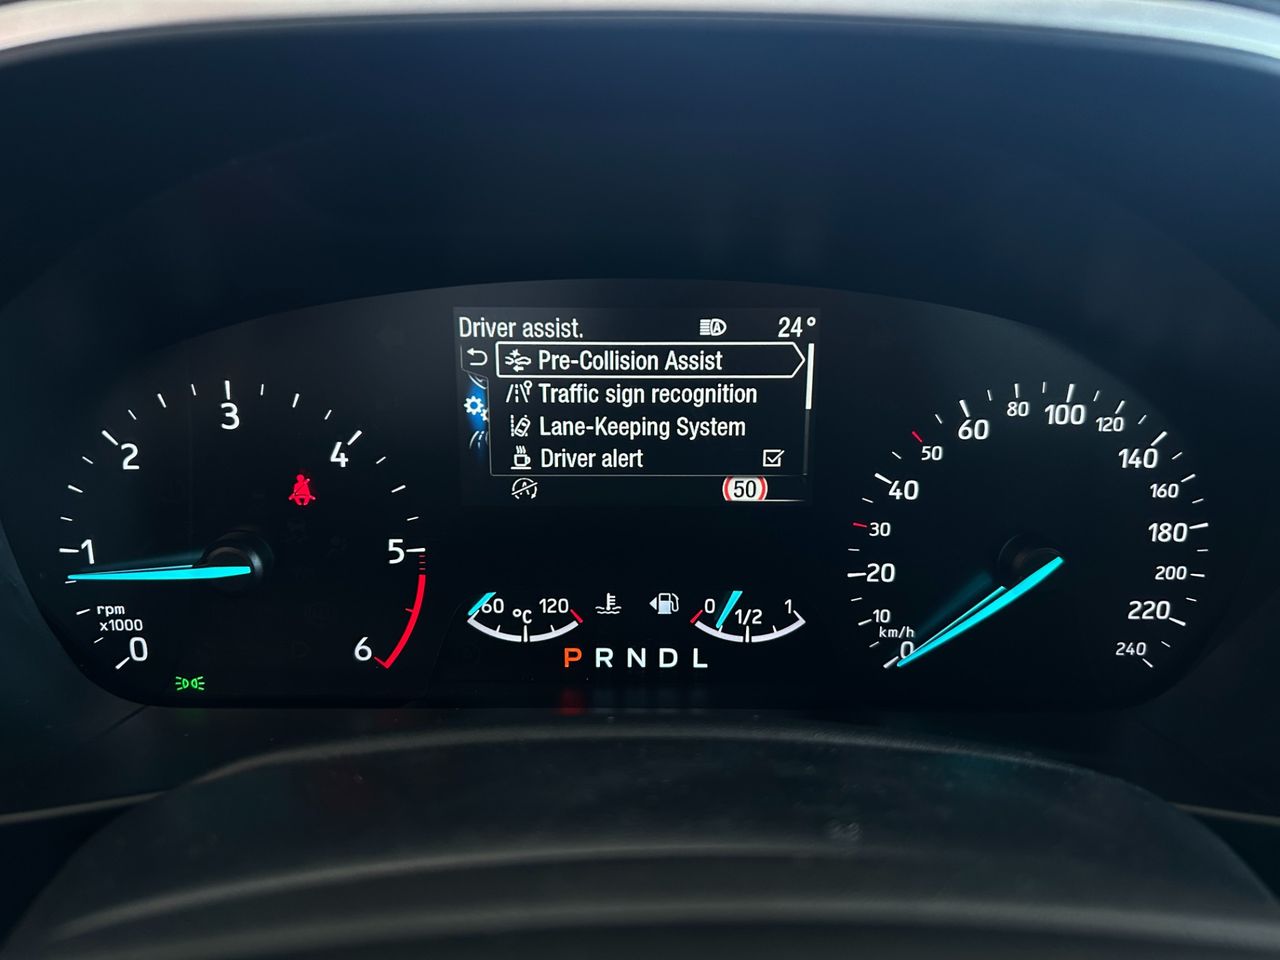 Driver assist. 24°
Pre-Collision Assist
Traffic sign recognition
Lane-Keeping System
Driver alert
50
0
1
2
3
4
5
6
rpm
x1000
60 °C 120
0 1/2 1
P R N D L
0
10
20
30
40
50
60
80
100
120
140
160
180
200
220
240
km/h